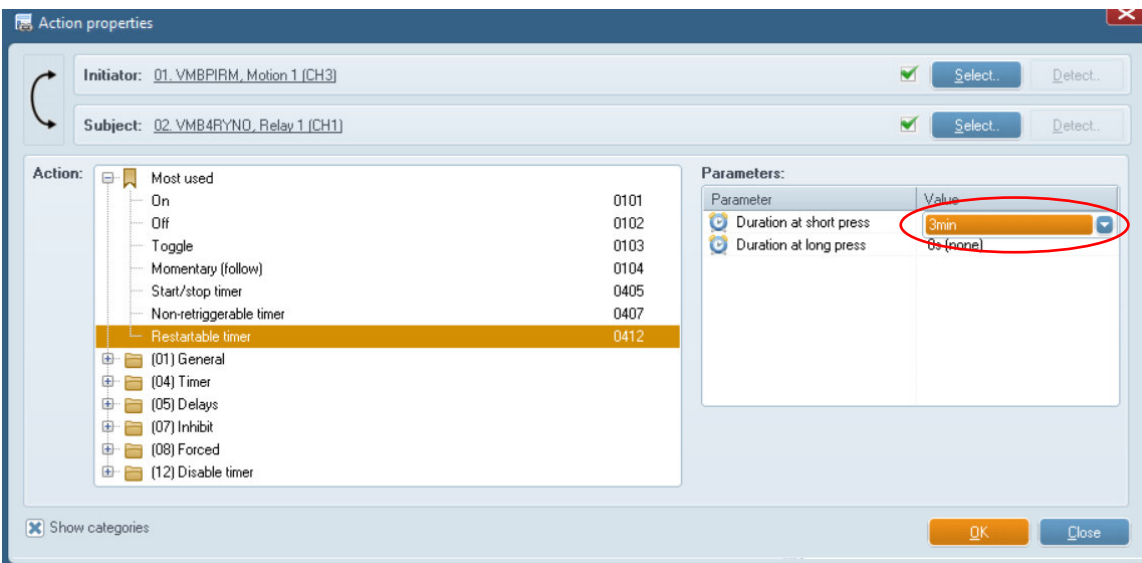 Action properties
Initiator: 01. VMBPIRM, Motion 1 (CH3) Select.. Detect..
Subject: 02. VMB4RYNO, Relay 1 (CH1) Select.. Detect..
Action:
Most used
On 0101
Off 0102
Toggle 0103
Momentary (follow) 0104
Start/stop timer 0405
Non-retriggerable timer 0407
Restartable timer 0412
(01) General
(04) Timer
(05) Delays
(07) Inhibit
(08) Forced
(12) Disable timer
Parameters:
Parameter Value
Duration at short press 3min
Duration at long press 0s (none)
Show categories
OK Close